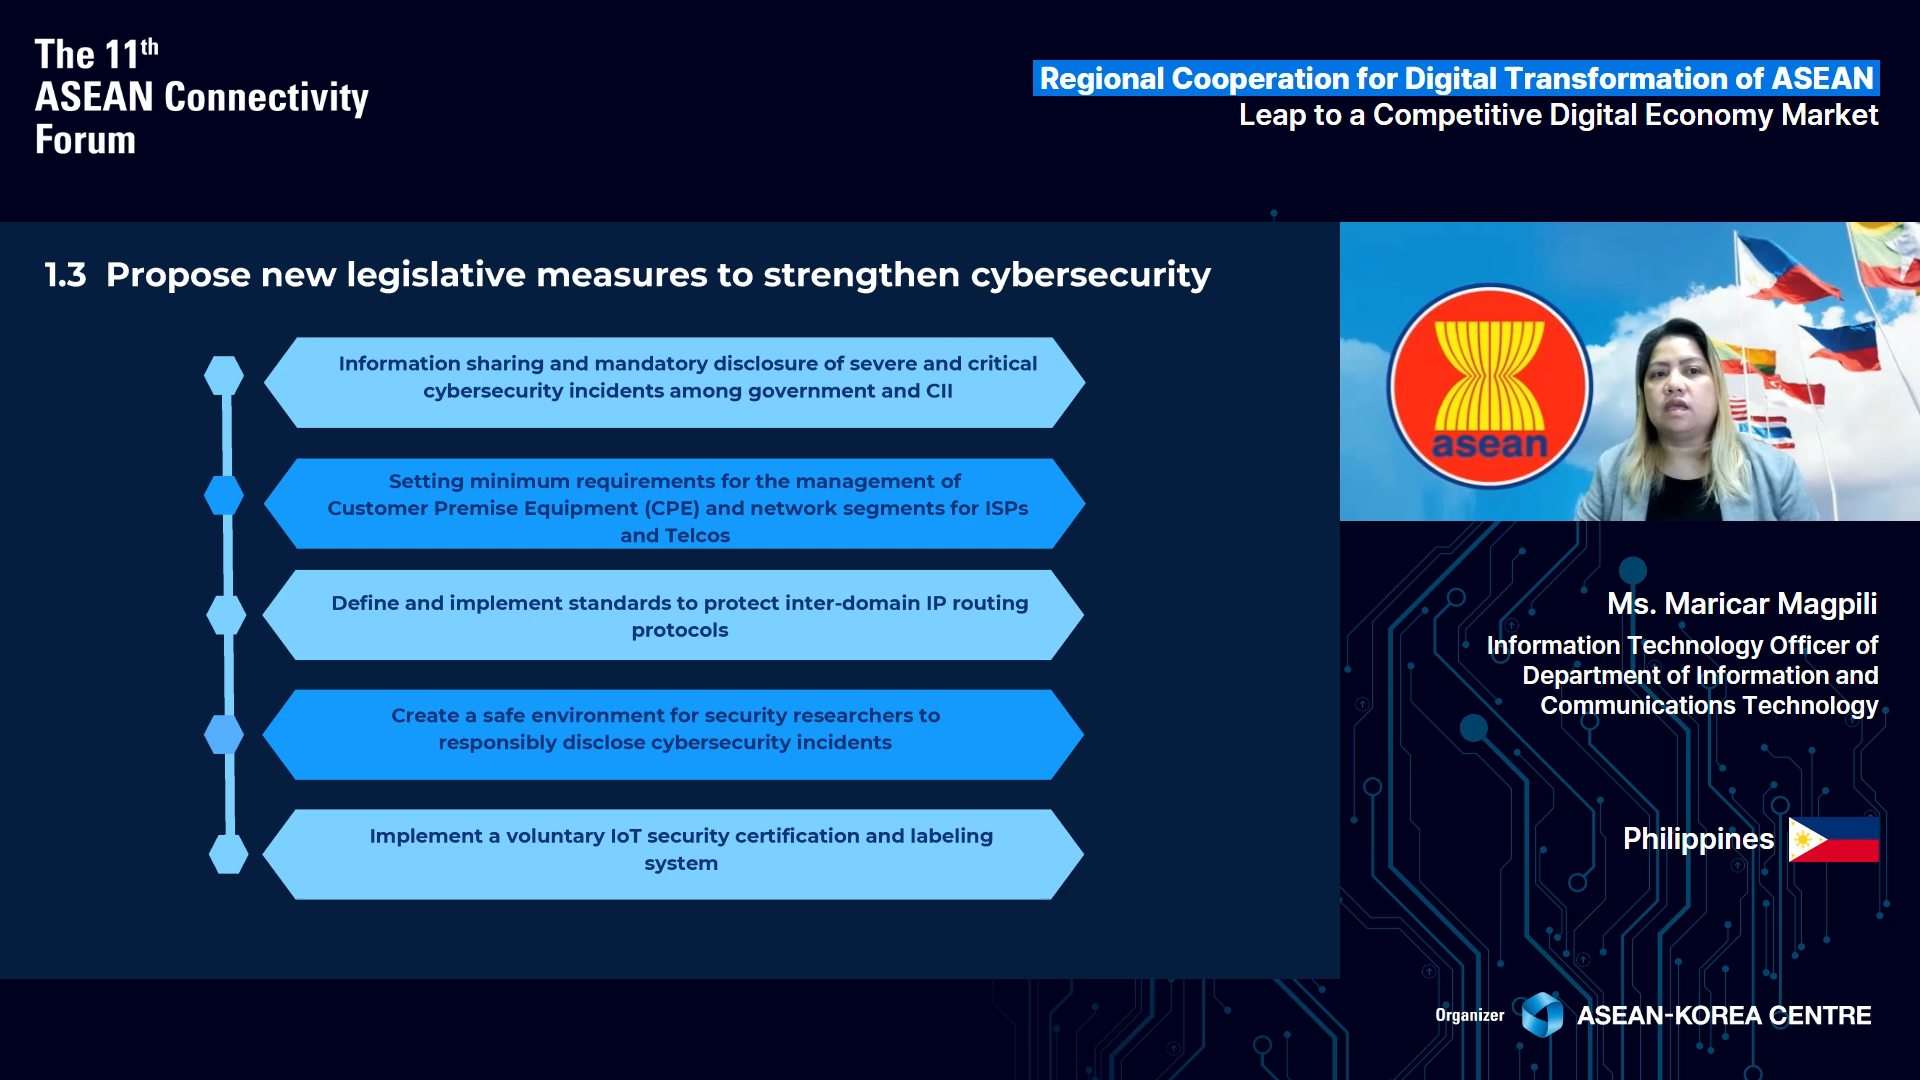 The 11th
ASEAN Connectivity
Forum
Regional Cooperation for Digital Transformation of ASEAN
Leap to a Competitive Digital Economy Market
1.3 Propose new legislative measures to strengthen cybersecurity
Information sharing and mandatory disclosure of severe and critical
cybersecurity incidents among government and CII
Setting minimum requirements for the management of
Customer Premise Equipment (CPE) and network segments for ISPs
and Telcos
Define and implement standards to protect inter-domain IP routing
protocols
Create a safe environment for security researchers to
responsibly disclose cybersecurity incidents
Implement a voluntary IoT security certification and labeling
system
asean
Ms. Maricar Magpili
Information Technology Officer of
Department of Information and
Communications Technology
Philippines
Organizer ASEAN-KOREA CENTRE